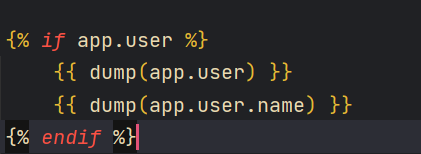 {% if app.user %}
    {{ dump(app.user) }}
    {{ dump(app.user.name) }}
{% endif %}